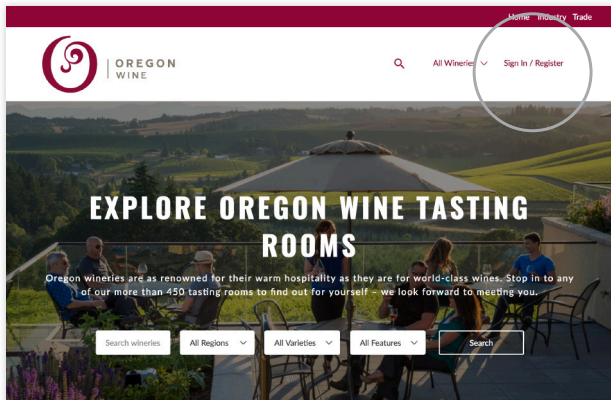 Home Industry Trade
OREGON
WINE
All Wineries
Sign In / Register
EXPLORE OREGON WINE TASTING
ROOMS
Oregon wineries are as renowned for their warm hospitality as they are for world-class wines. Stop in to any
of our more than 450 tasting rooms to find out for yourself – we look forward to meeting you.
Search wineries
All Regions
All Varieties
All Features
Search